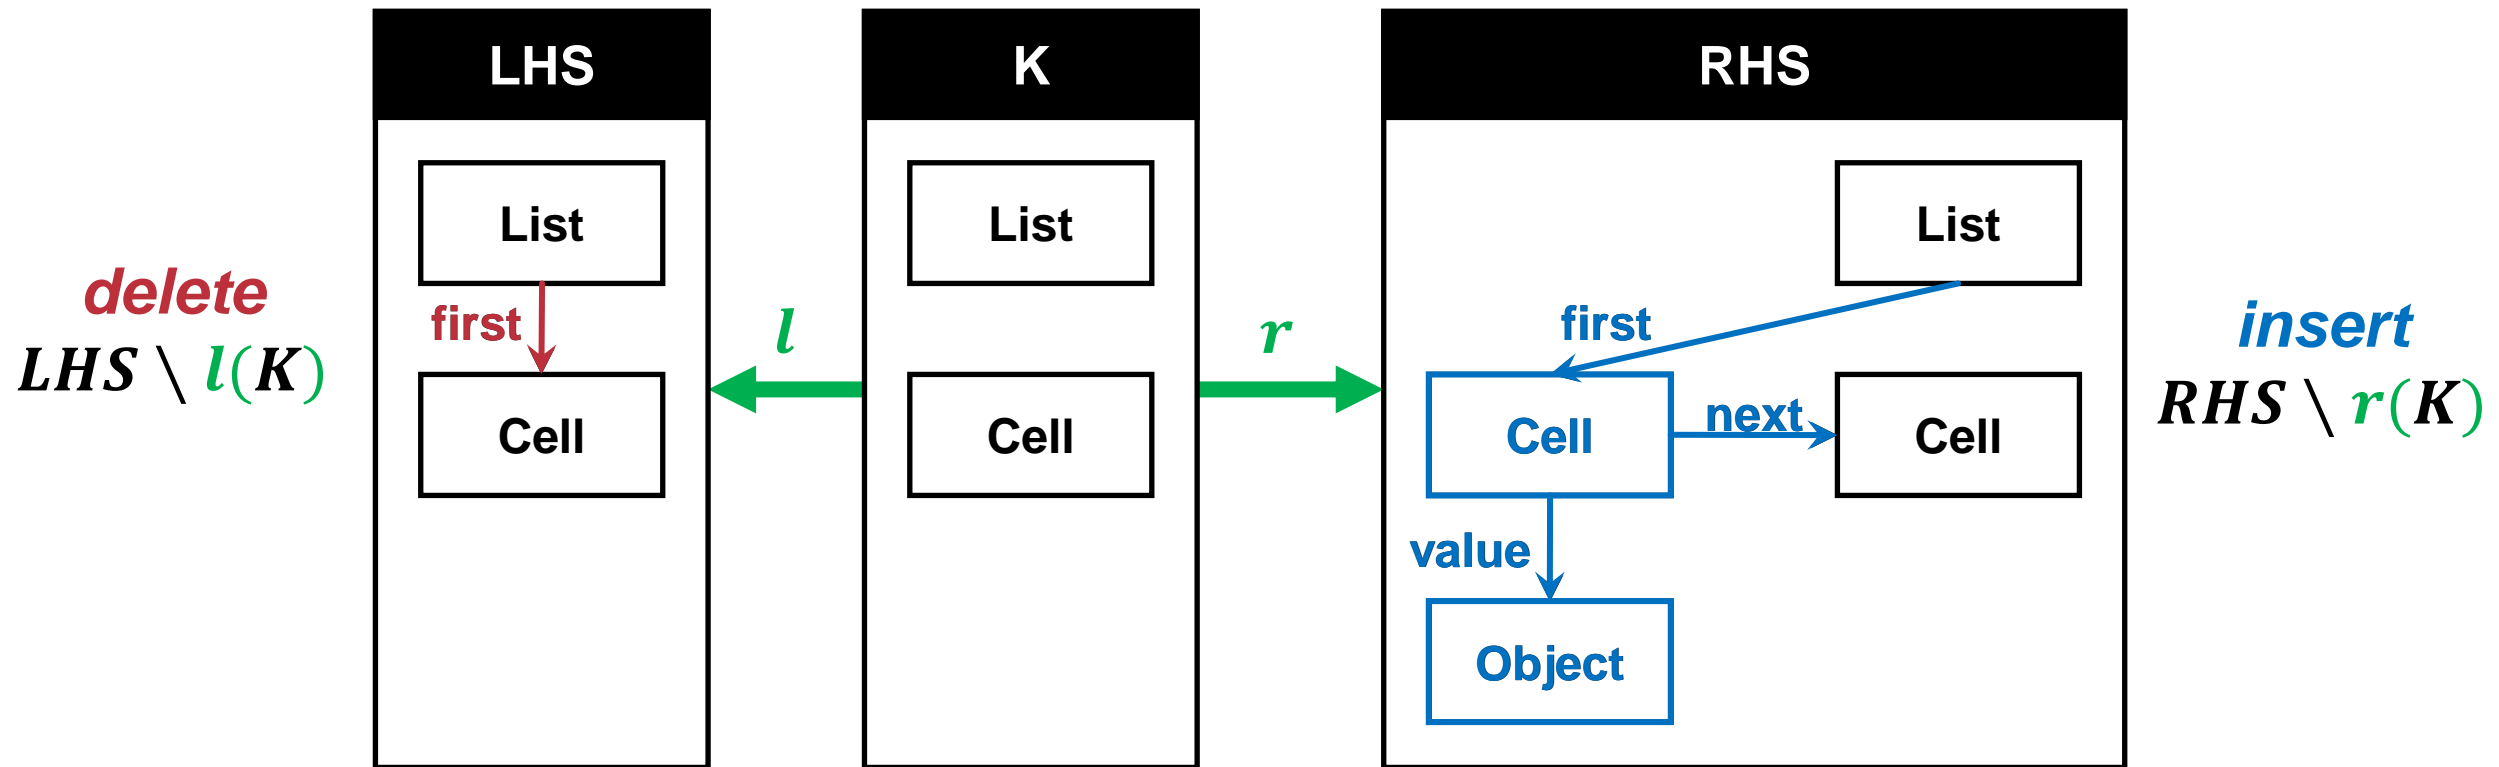 LHS
K
RHS
List
List
List
delete
LHS \ l(K)
first
l
r
first
insert
RHS \ r(K)
Cell
Cell
Cell
next
Cell
value
Object